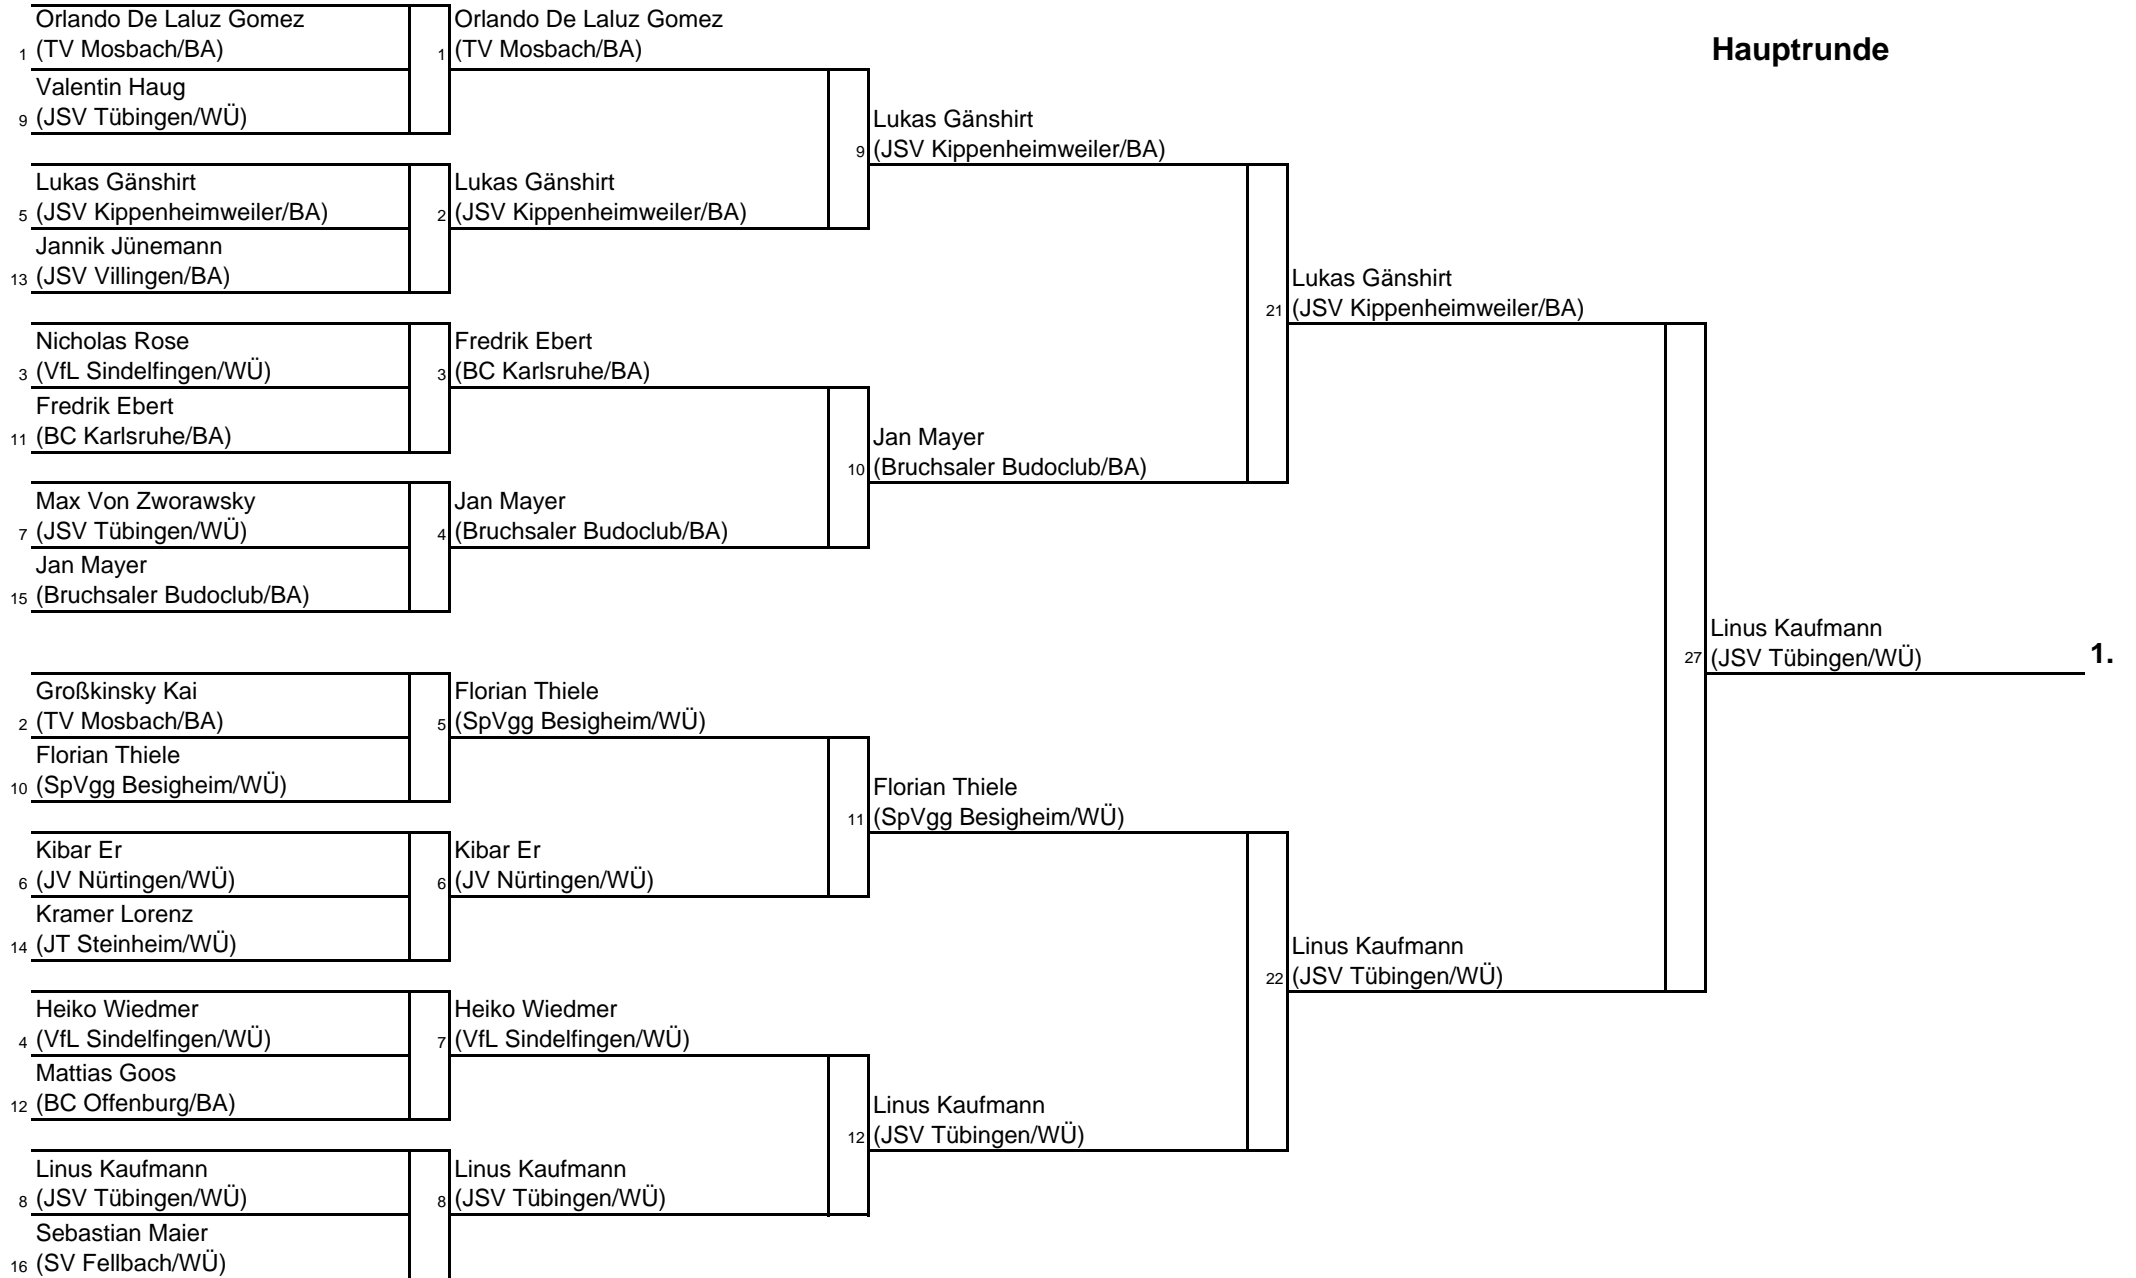 Hauptrunde
Orlando De Laluz Gomez
1 (TV Mosbach/BA)
Valentin Haug
9 (JSV Tübingen/WÜ)
Lukas Gänshirt
5 (JSV Kippenheimweiler/BA)
Jannik Jünemann
13 (JSV Villingen/BA)
Nicholas Rose
3 (VfL Sindelfingen/WÜ)
Fredrik Ebert
11 (BC Karlsruhe/BA)
Max Von Zworawsky
7 (JSV Tübingen/WÜ)
Jan Mayer
15 (Bruchsaler Budoclub/BA)
Großkinsky Kai
2 (TV Mosbach/BA)
Florian Thiele
10 (SpVgg Besigheim/WÜ)
Kibar Er
6 (JV Nürtingen/WÜ)
Kramer Lorenz
14 (JT Steinheim/WÜ)
Heiko Wiedmer
4 (VfL Sindelfingen/WÜ)
Mattias Goos
12 (BC Offenburg/BA)
Linus Kaufmann
8 (JSV Tübingen/WÜ)
Sebastian Maier
16 (SV Fellbach/WÜ)
Orlando De Laluz Gomez
1 (TV Mosbach/BA)
Lukas Gänshirt
2 (JSV Kippenheimweiler/BA)
Fredrik Ebert
3 (BC Karlsruhe/BA)
Jan Mayer
4 (Bruchsaler Budoclub/BA)
Florian Thiele
5 (SpVgg Besigheim/WÜ)
Kibar Er
6 (JV Nürtingen/WÜ)
Heiko Wiedmer
7 (VfL Sindelfingen/WÜ)
Linus Kaufmann
8 (JSV Tübingen/WÜ)
Lukas Gänshirt
9 (JSV Kippenheimweiler/BA)
Jan Mayer
10 (Bruchsaler Budoclub/BA)
Florian Thiele
11 (SpVgg Besigheim/WÜ)
Linus Kaufmann
12 (JSV Tübingen/WÜ)
Lukas Gänshirt
21 (JSV Kippenheimweiler/BA)
Linus Kaufmann
22 (JSV Tübingen/WÜ)
Linus Kaufmann
27 (JSV Tübingen/WÜ) 1.